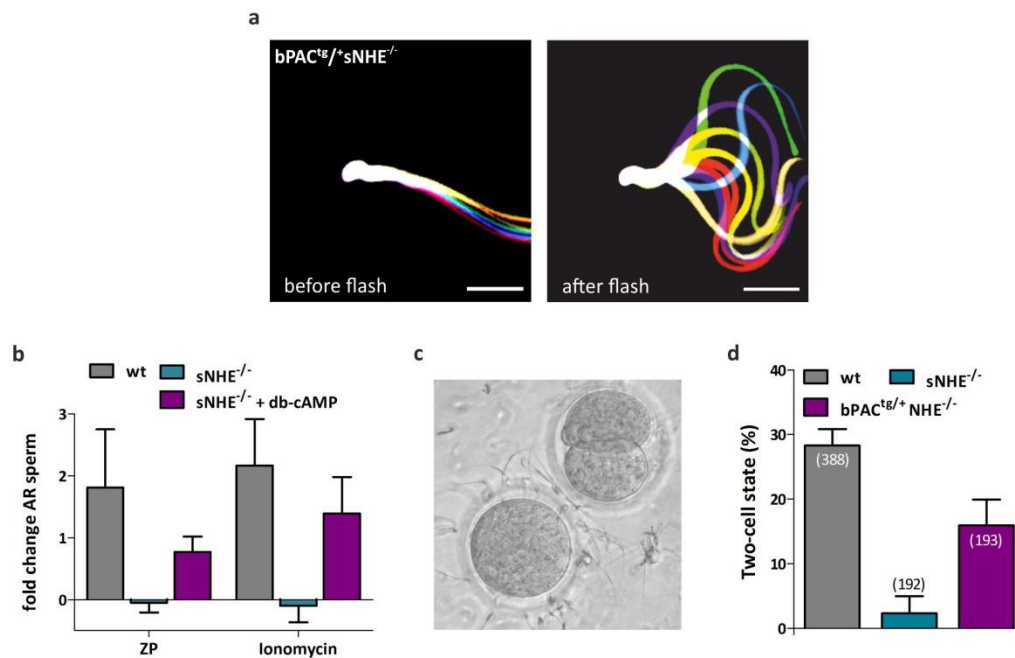 a
bPACtg/+sNHE-/-
before flash
after flash
b
wt
sNHE-/-
sNHE-/- + db-cAMP
fold change AR sperm
3
2
1
0
ZP
Ionomycin
c
d
wt
sNHE-/-
bPACtg/+ NHE-/-
Two-cell state (%)
40
30
20
10
0
(388)
(192)
(193)